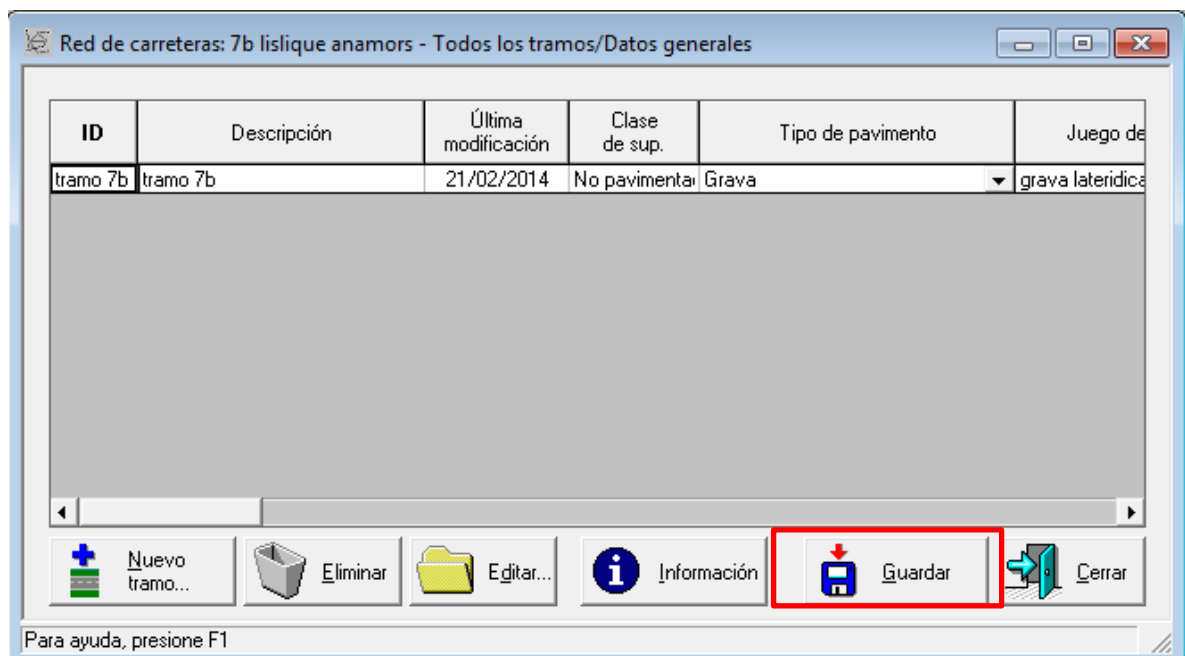 Red de carreteras: 7b lislique anamors - Todos los tramos/Datos generales
ID Descripción Última modificación Clase de sup. Tipo de pavimento Juego de
tramo 7b tramo 7b 21/02/2014 No pavimentad Grava grava lateridica
Nuevo tramo... Eliminar Editar... Información Guardar Cerrar
Para ayuda, presione F1